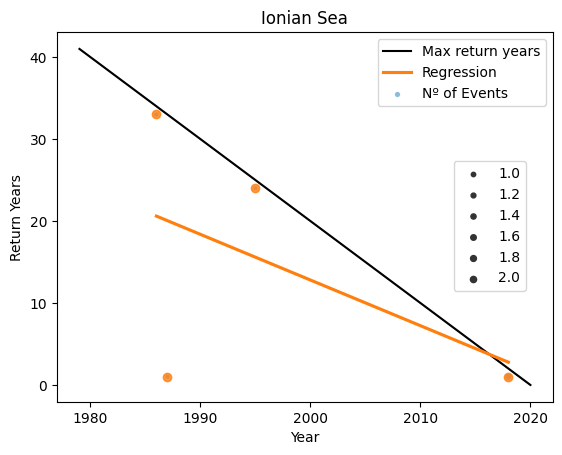 Ionian Sea
Max return years
Regression
Nº of Events
1.0
1.2
1.4
1.6
1.8
2.0
Return Years
40
30
20
10
0
1980
1990
2000
2010
2020
Year